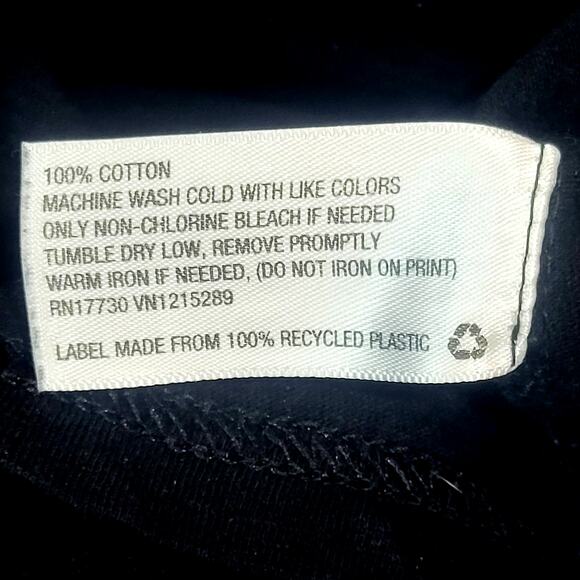 100% COTTON
MACHINE WASH COLD WITH LIKE COLORS
ONLY NON-CHLORINE BLEACH IF NEEDED
TUMBLE DRY LOW, REMOVE PROMPTLY
WARM IRON IF NEEDED, (DO NOT IRON ON PRINT)
RN17730 VN1215289
LABEL MADE FROM 100% RECYCLED PLASTIC